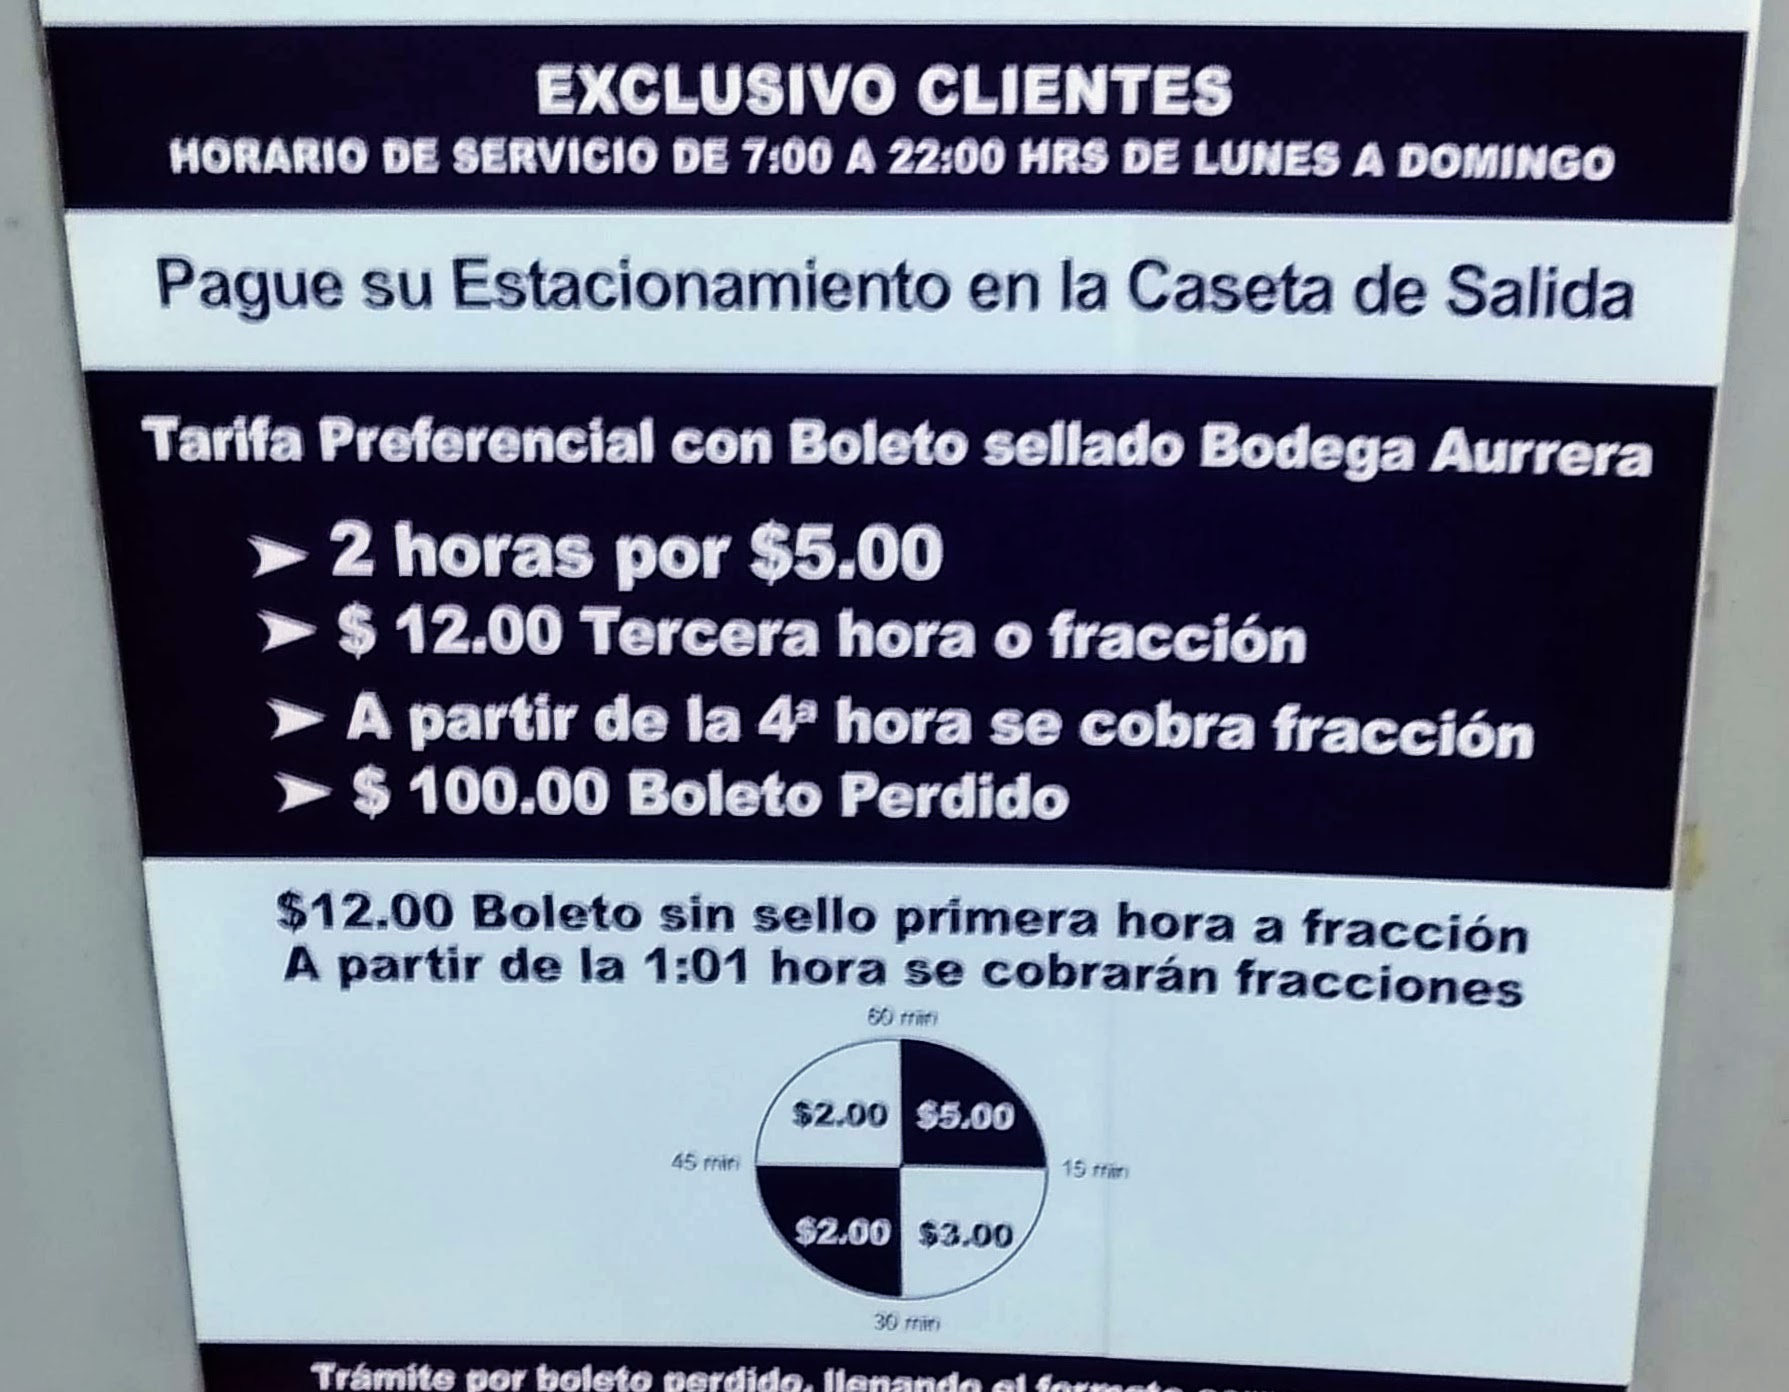 EXCLUSIVO CLIENTES
HORARIO DE SERVICIO DE 7:00 A 22:00 HRS DE LUNES A DOMINGO
Pague su Estacionamiento en la Caseta de Salida
Tarifa Preferencial con Boleto sellado Bodega Aurrera
➤ 2 horas por $5.00
➤ $ 12.00 Tercera hora o fracción
➤ A partir de la 4ª hora se cobra fracción
➤ $ 100.00 Boleto Perdido
$12.00 Boleto sin sello primera hora a fracción
A partir de la 1:01 hora se cobrarán fracciones
60 min
$2.00 $5.00
45 min 15 min
$2.00 $3.00
30 min
Trámite por boleto perdido, llenando el formato